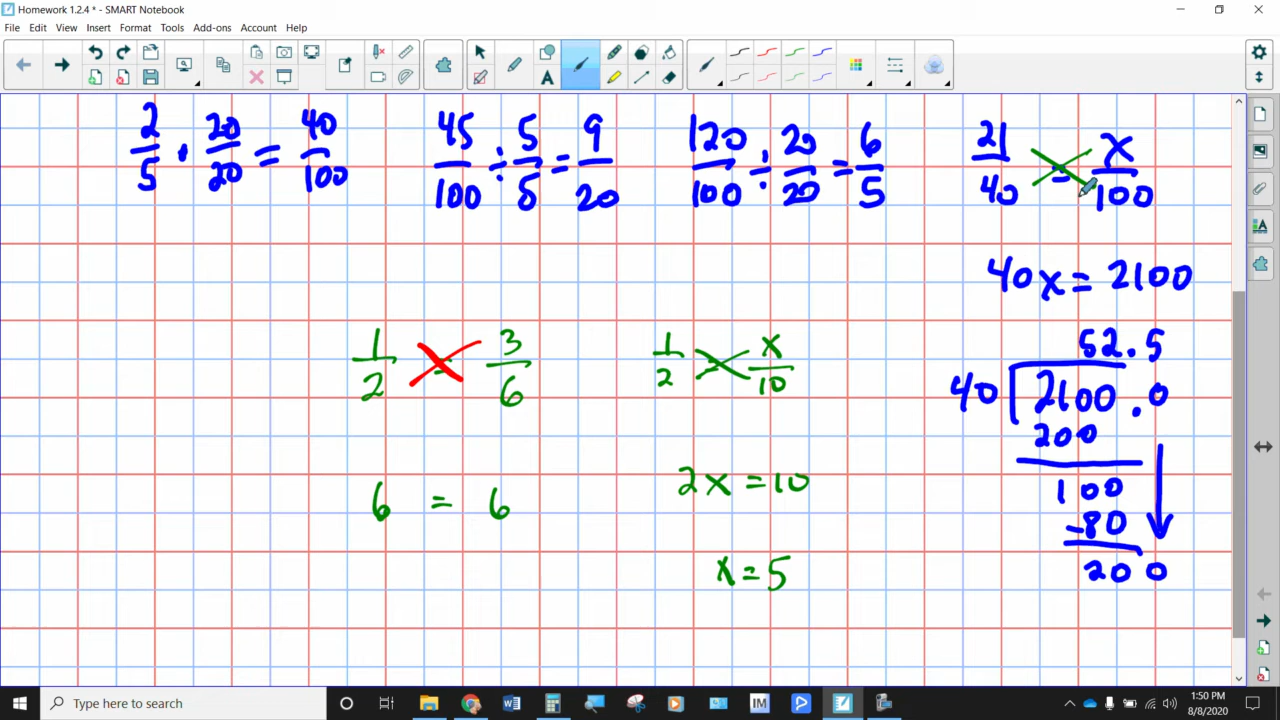 Homework 1.2.4 * - SMART Notebook
File Edit View Insert Format Tools Add-ons Account Help
2/5 · 20/20 = 40/100
45/100 ÷ 5/5 = 9/20
120/100 ÷ 20/20 = 6/5
21/40 = x/100
40x = 2100
52.5
40 2100.0
200
100
-80
200
1/2 = 3/6
6 = 6
1/2 = x/10
2x = 10
x = 5
Type here to search
1:50 PM
8/8/2020